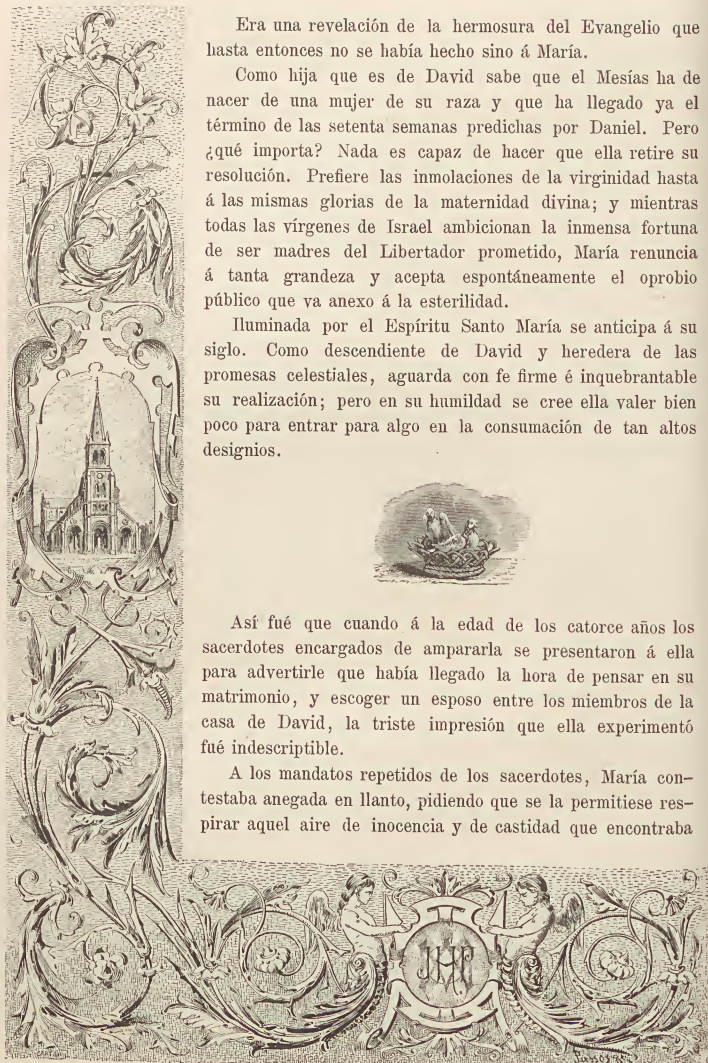 Era una revelación de la hermosura del Evangelio que
hasta entonces no se había hecho sino á María.
Como hija que es de David sabe que el Mesías ha de
nacer de una mujer de su raza y que ha llegado ya el
término de las setenta semanas predichas por Daniel. Pero
¿qué importa? Nada es capaz de hacer que ella retire su
resolución. Prefiere las inmolaciones de la virginidad hasta
á las mismas glorias de la maternidad divina; y mientras
todas las vírgenes de Israel ambicionan la inmensa fortuna
de ser madres del Libertador prometido, María renuncia
á tanta grandeza y acepta espontáneamente el oprobio
público que va anexo á la esterilidad.
Iluminada por el Espíritu Santo María se anticipa á su
siglo. Como descendiente de David y heredera de las
promesas celestiales, aguarda con fe firme é inquebrantable
su realización; pero en su humildad se cree ella valer bien
poco para entrar para algo en la consumación de tan altos
designios.
Así fué que cuando á la edad de los catorce años los
sacerdotes encargados de ampararla se presentaron á ella
para advertirle que había llegado la hora de pensar en su
matrimonio, y escoger un esposo entre los miembros de la
casa de David, la triste impresión que ella experimentó
fué indescriptible.
A los mandatos repetidos de los sacerdotes, María con-
testaba anegada en llanto, pidiendo que se la permitiese res-
pirar aquel aire de inocencia y de castidad que encontraba